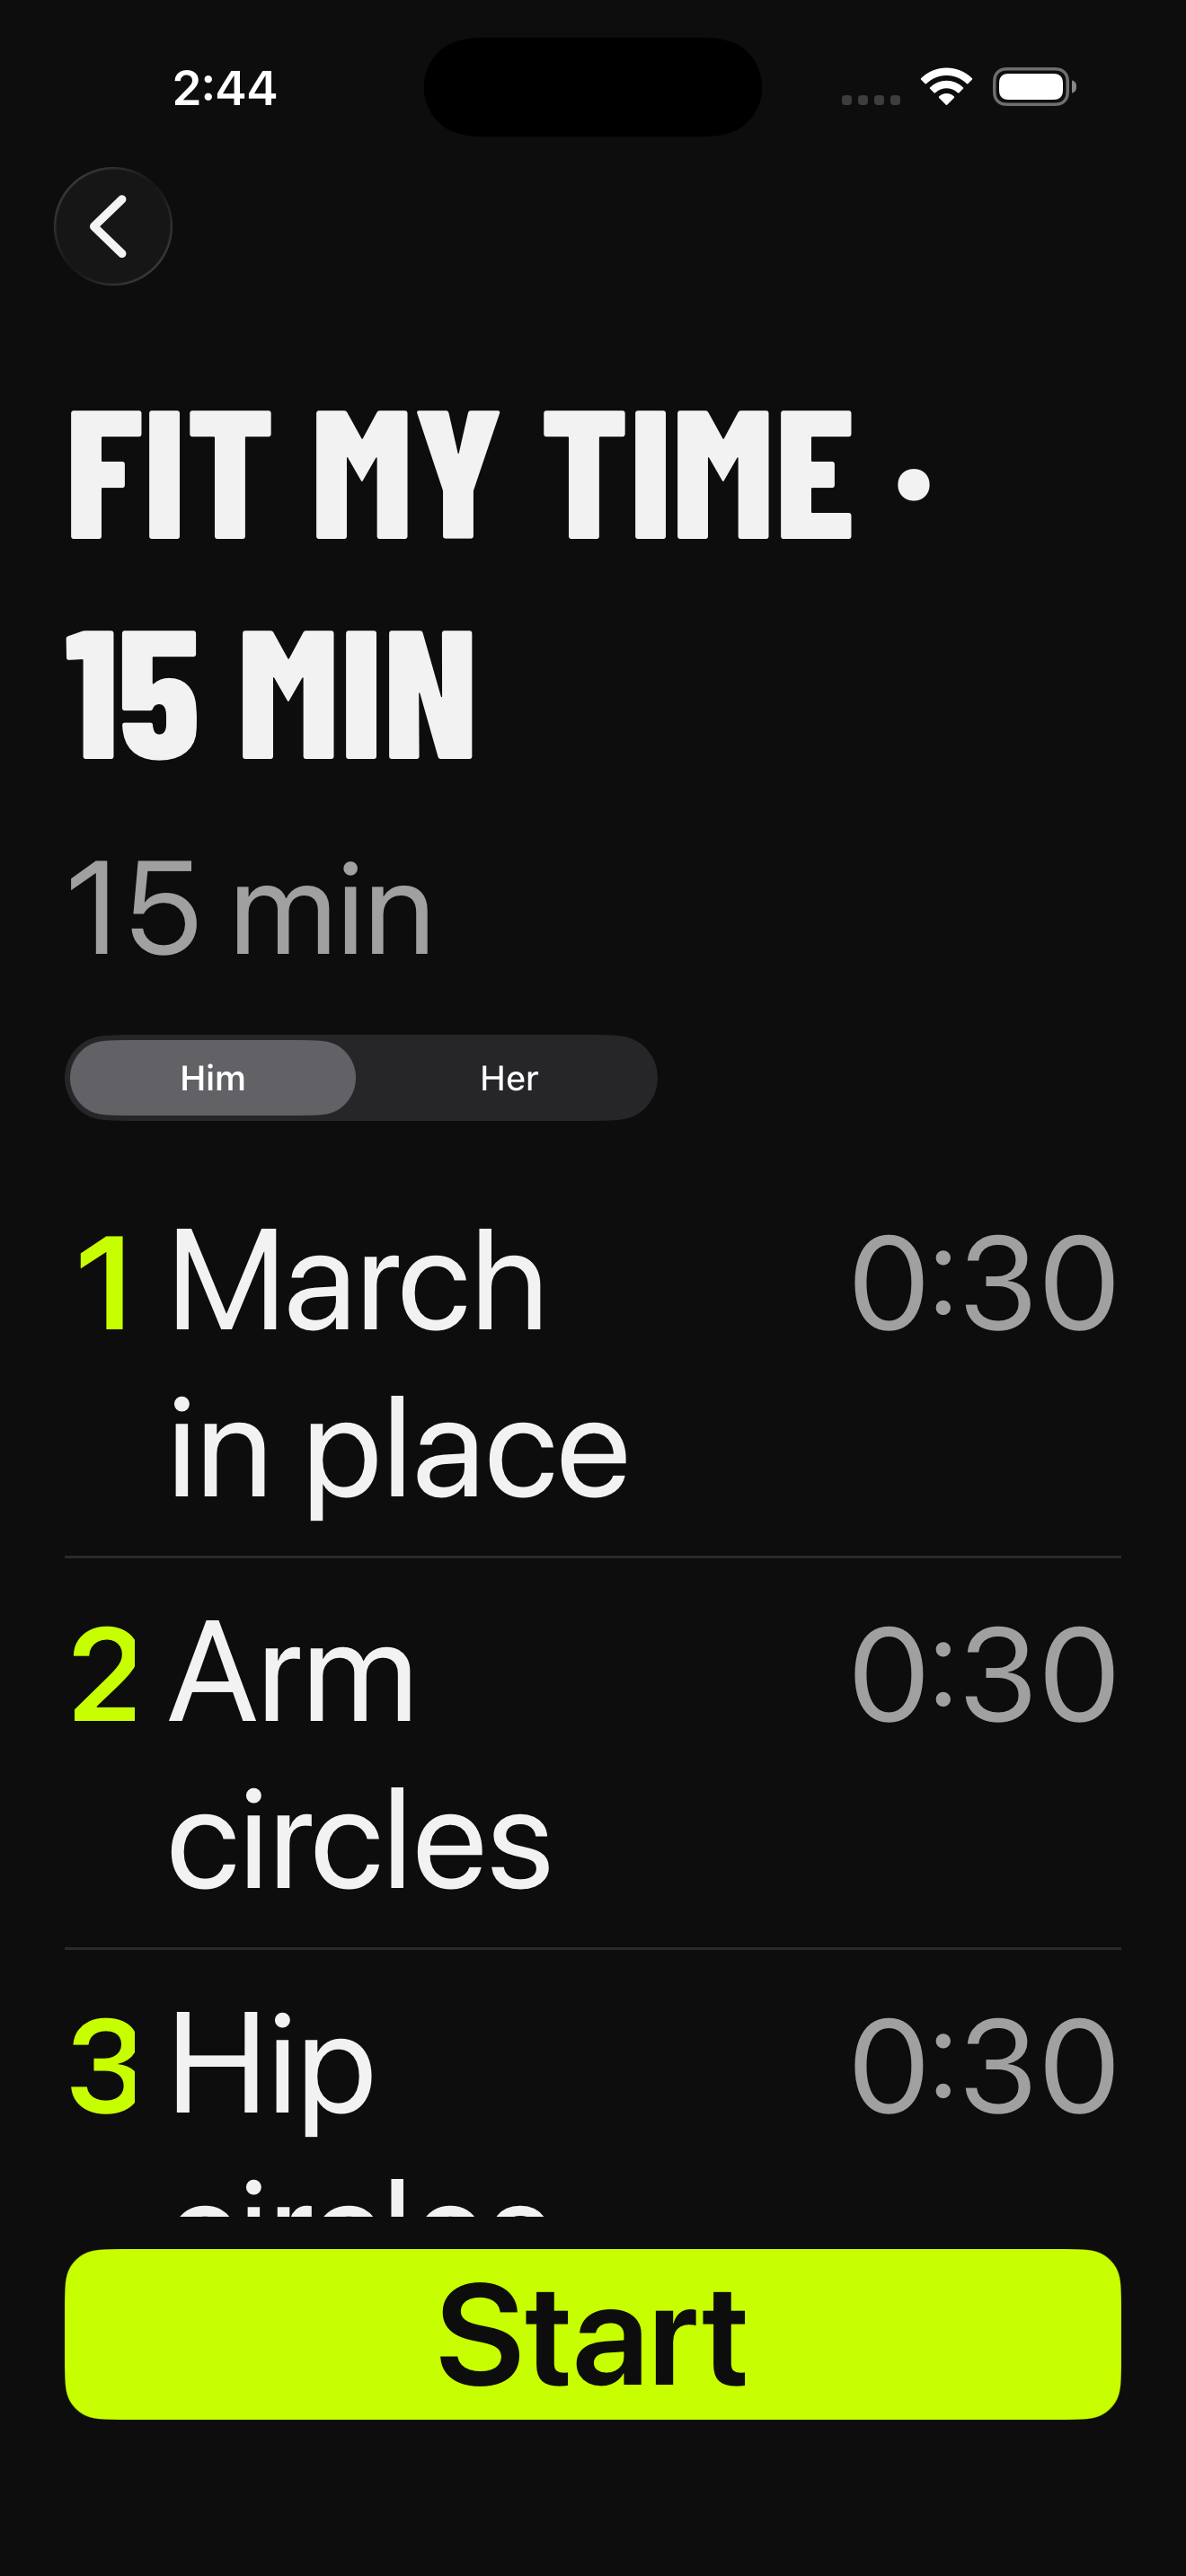 2:44
FIT MY TIME •
15 MIN
15 min
Him Her
1 March 0:30
in place
2 Arm 0:30
circles
3 Hip 0:30
circles
Start